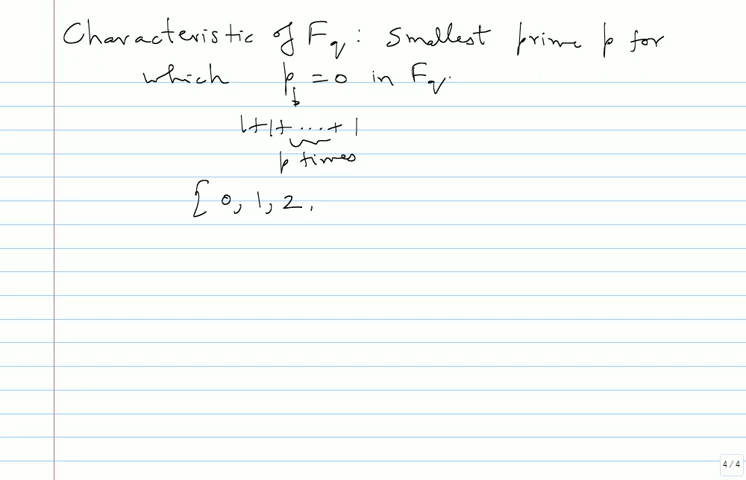 Characteristic of F_q : Smallest prime p for
which p = 0 in F_q.
↓
1+1+ ... + 1
p times
{ 0, 1, 2,
4 / 4